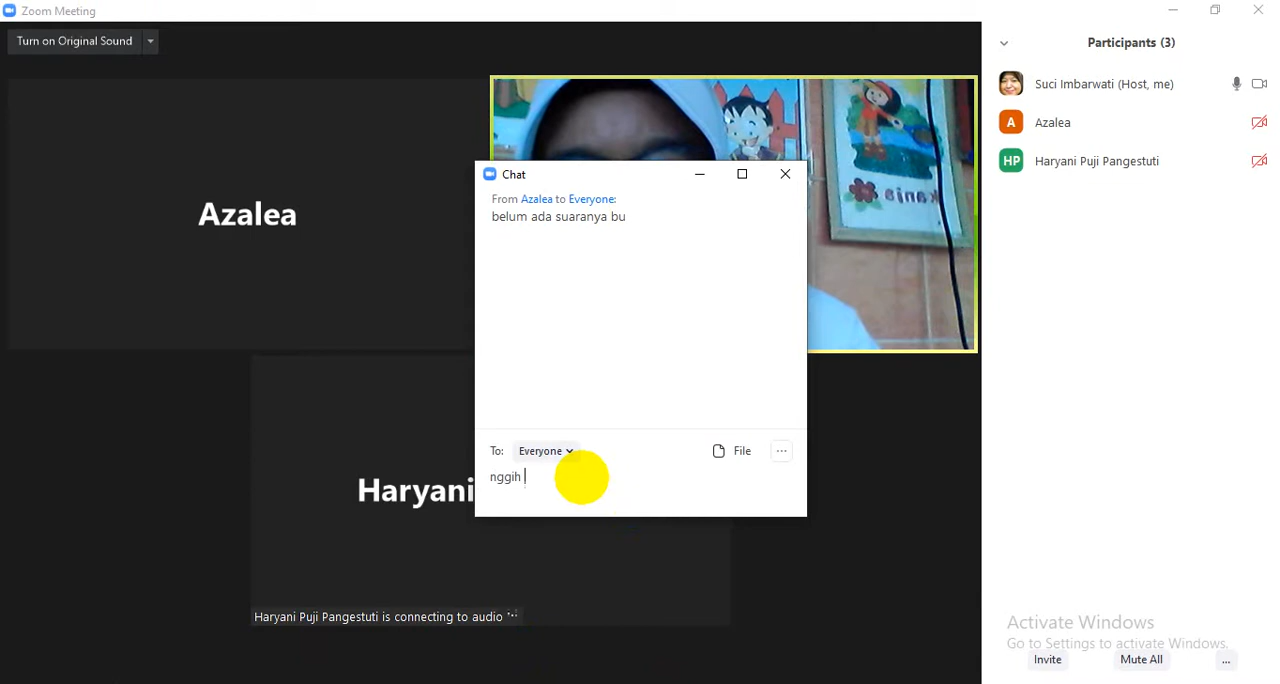 Zoom Meeting
Turn on Original Sound
Azalea
Chat
From Azalea to Everyone:
belum ada suaranya bu
To: Everyone File ...
nggih
Haryani
Haryani Puji Pangestuti is connecting to audio
Participants (3)
Suci Imbarwati (Host, me)
A Azalea
HP Haryani Puji Pangestuti
Activate Windows
Go to Settings to activate Windows.
Invite Mute All ...